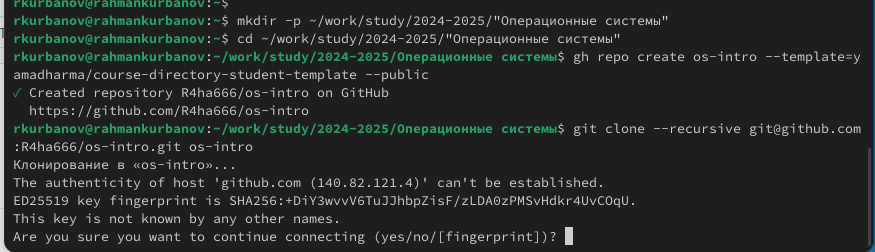 rkurbanov@rahmankurbanov:~$
rkurbanov@rahmankurbanov:~$ mkdir -p ~/work/study/2024-2025/"Операционные системы"
rkurbanov@rahmankurbanov:~$ cd ~/work/study/2024-2025/"Операционные системы"
rkurbanov@rahmankurbanov:~/work/study/2024-2025/Операционные системы$ gh repo create os-intro --template=y
amadharma/course-directory-student-template --public
✓ Created repository R4ha666/os-intro on GitHub
  https://github.com/R4ha666/os-intro
rkurbanov@rahmankurbanov:~/work/study/2024-2025/Операционные системы$ git clone --recursive git@github.com
:R4ha666/os-intro.git os-intro
Клонирование в «os-intro»...
The authenticity of host 'github.com (140.82.121.4)' can't be established.
ED25519 key fingerprint is SHA256:+DiY3wvvV6TuJJhbpZisF/zLDA0zPMSvHdkr4UvCOqU.
This key is not known by any other names.
Are you sure you want to continue connecting (yes/no/[fingerprint])?